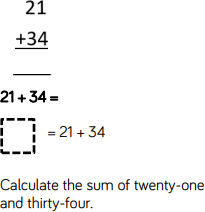 21
+34
21 + 34 =
= 21 + 34
Calculate the sum of twenty-one
and thirty-four.